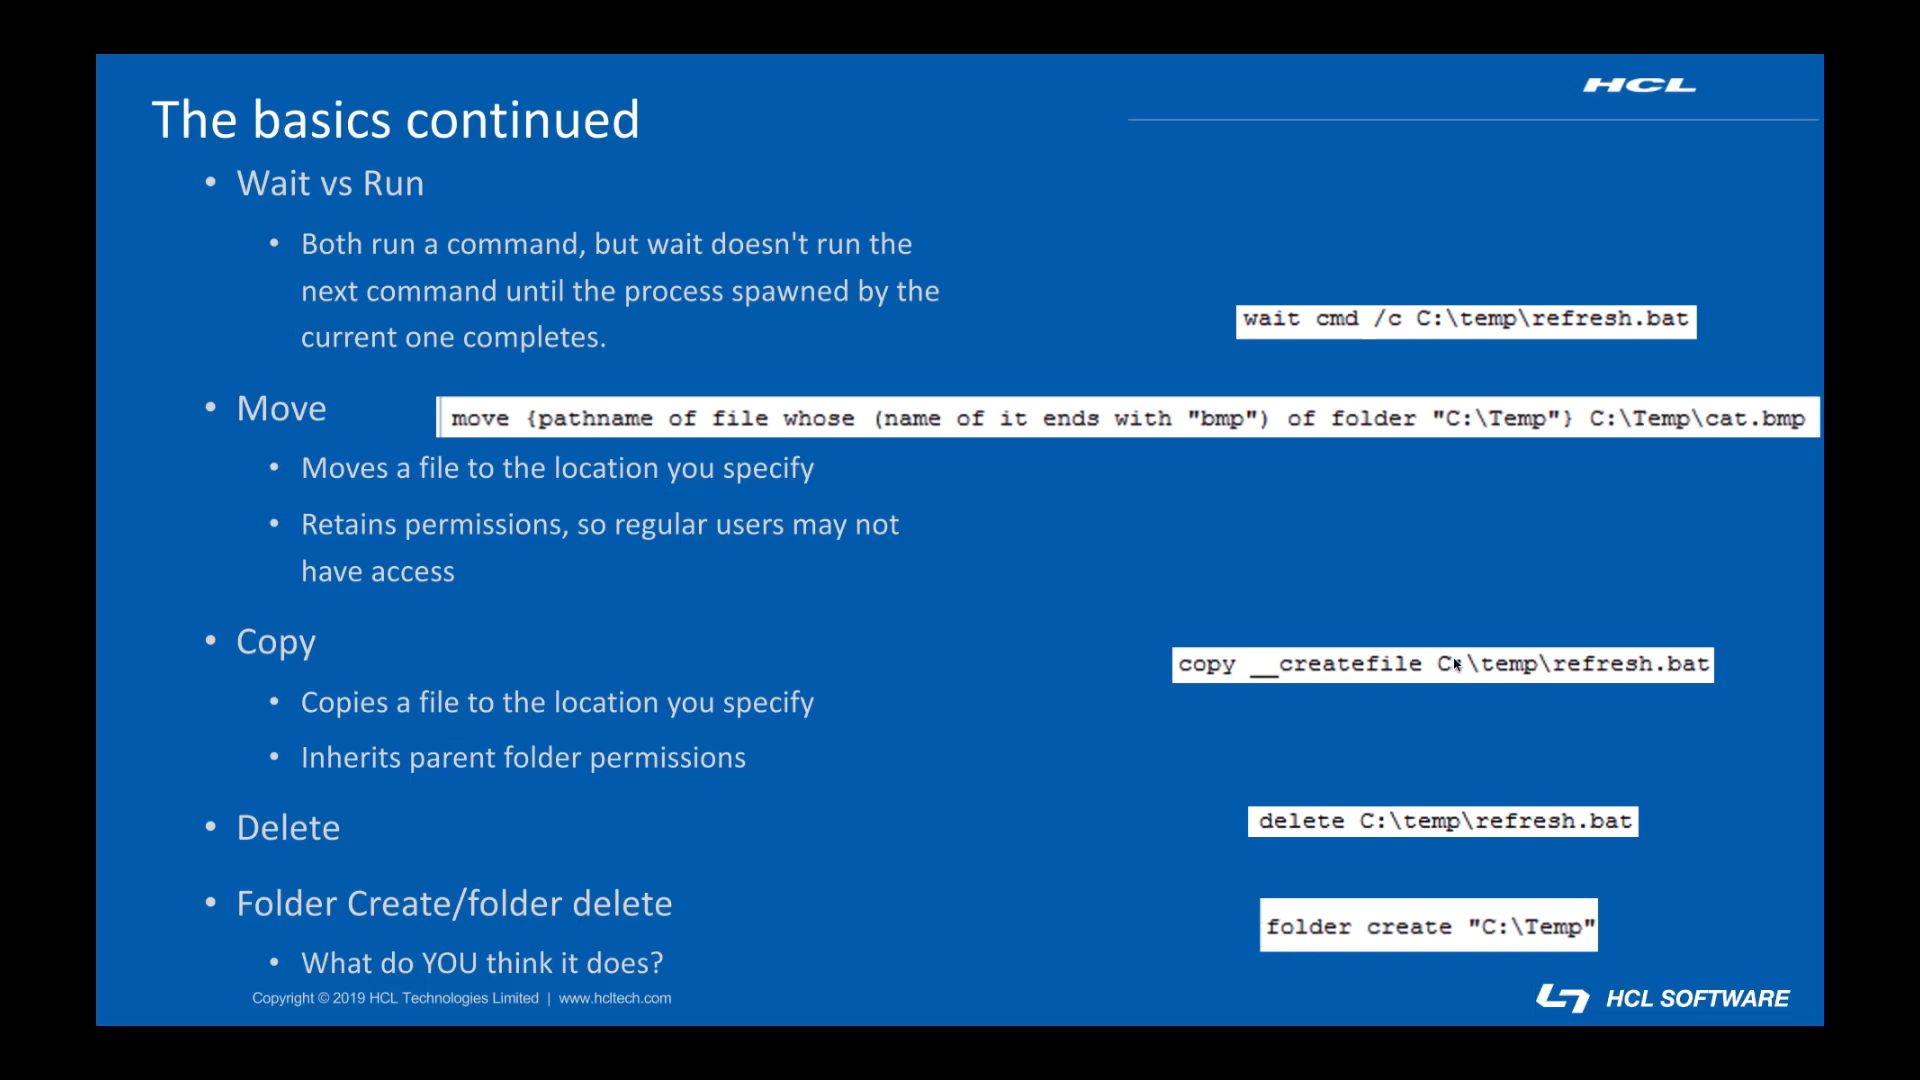 HCL
The basics continued
• Wait vs Run
• Both run a command, but wait doesn't run the
next command until the process spawned by the
current one completes.
wait cmd /c C:\temp\refresh.bat
• Move
move {pathname of file whose (name of it ends with "bmp") of folder "C:\Temp"} C:\Temp\cat.bmp
• Moves a file to the location you specify
• Retains permissions, so regular users may not
have access
• Copy
copy __createfile C:\temp\refresh.bat
• Copies a file to the location you specify
• Inherits parent folder permissions
• Delete
delete C:\temp\refresh.bat
• Folder Create/folder delete
folder create "C:\Temp"
• What do YOU think it does?
Copyright © 2019 HCL Technologies Limited | www.hcltech.com
HCL SOFTWARE